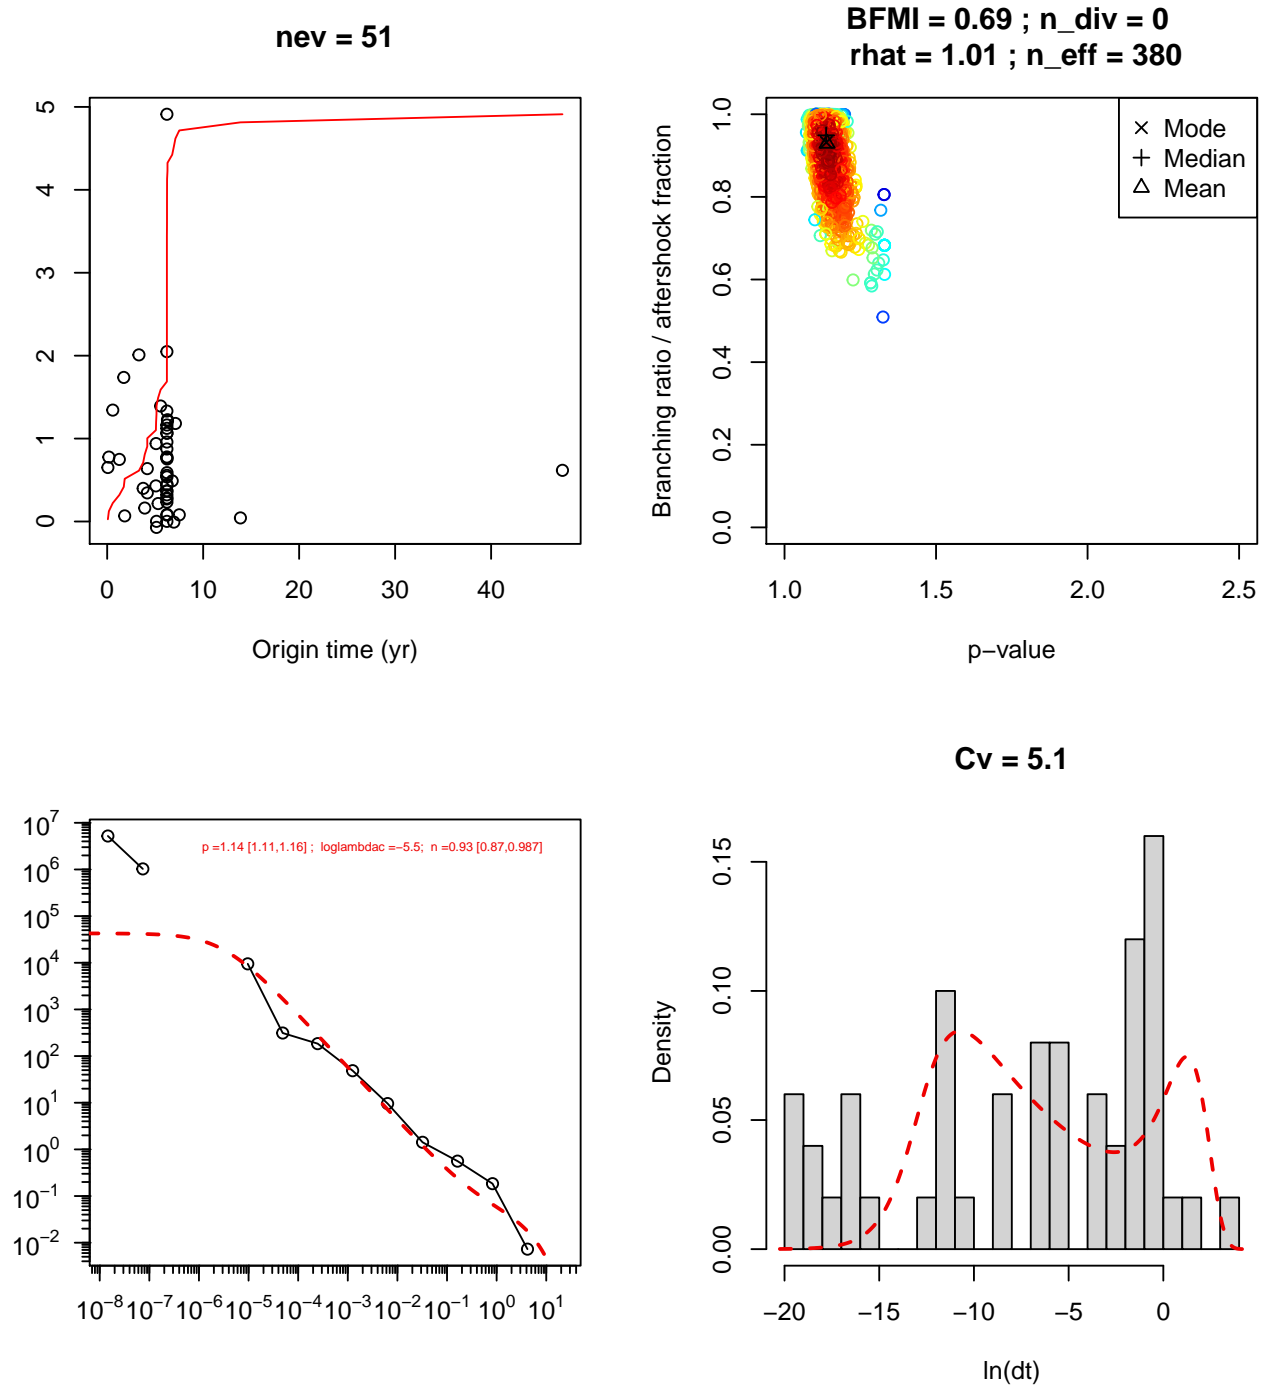 nev = 51
5
4
3
2
1
0
0 10 20 30 40
Origin time (yr)
BFMI = 0.69 ; n_div = 0
rhat = 1.01 ; n_eff = 380
Branching ratio / aftershock fraction
1.0
0.8
0.6
0.4
0.2
0.0
Mode
Median
Mean
1.0 1.5 2.0 2.5
p−value
10^7
10^6
10^5
10^4
10^3
10^2
10^1
10^0
10^−1
10^−2
p =1.14 [1.11,1.16] ; loglambdac =−5.5; n =0.93 [0.87,0.987]
10^−8 10^−7 10^−6 10^−5 10^−4 10^−3 10^−2 10^−1 10^0 10^1
Cv = 5.1
Density
0.15
0.10
0.05
0.00
−20 −15 −10 −5 0
ln(dt)